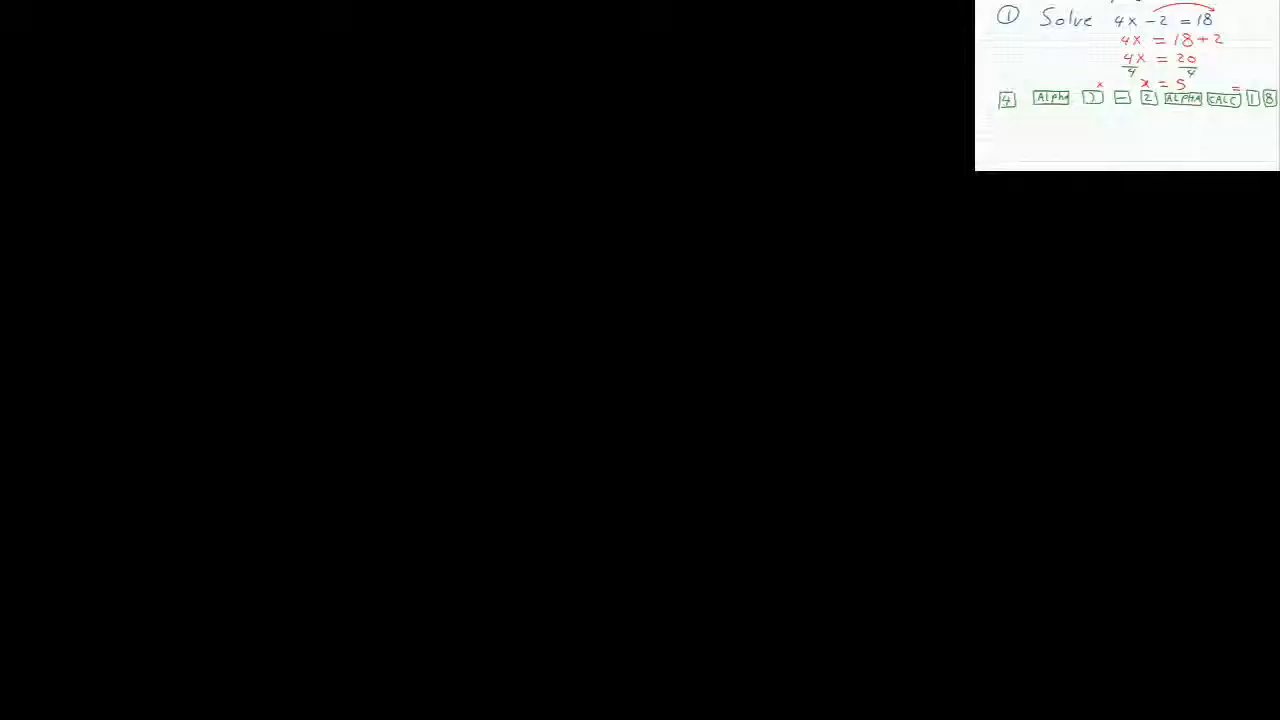 ① Solve 4x - 2 = 18
4x = 18 + 2
4x/4 = 20/4
x = 5
x =
4 Alpha ) - 2 ALPHA CALC 1 8